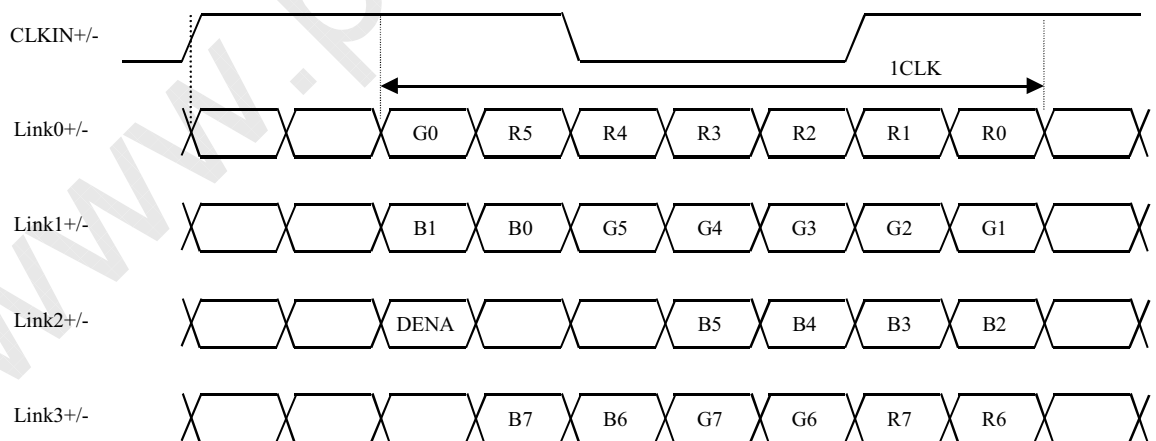 CLKIN+/-
1CLK
Link0+/- G0 R5 R4 R3 R2 R1 R0
Link1+/- B1 B0 G5 G4 G3 G2 G1
Link2+/- DENA B5 B4 B3 B2
Link3+/- B7 B6 G7 G6 R7 R6
www.p